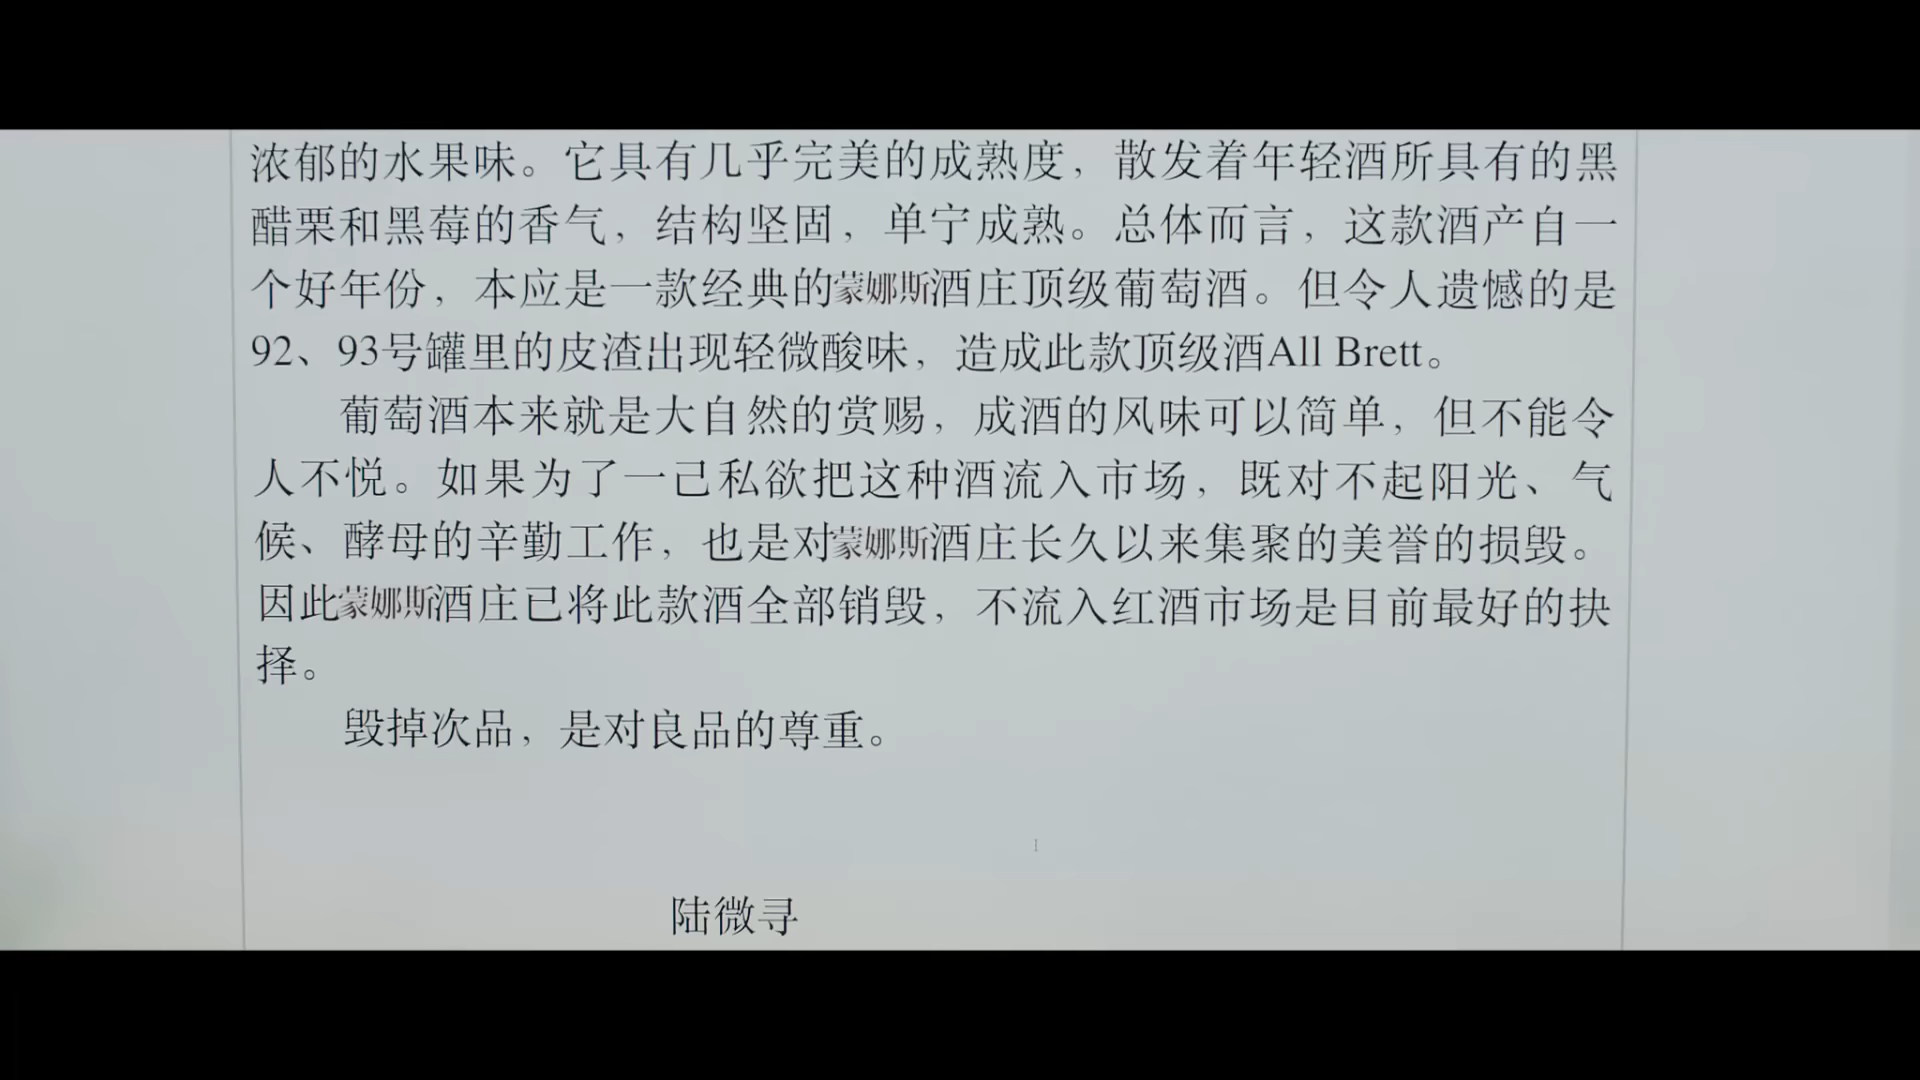 浓郁的水果味。它具有几乎完美的成熟度，散发着年轻酒所具有的黑
醋栗和黑莓的香气，结构坚固，单宁成熟。总体而言，这款酒产自一
个好年份，本应是一款经典的蒙娜斯酒庄顶级葡萄酒。但令人遗憾的是
92、93号罐里的皮渣出现轻微酸味，造成此款顶级酒All Brett。
葡萄酒本来就是大自然的赏赐，成酒的风味可以简单，但不能令
人不悦。如果为了一己私欲把这种酒流入市场，既对不起阳光、气
候、酵母的辛勤工作，也是对蒙娜斯酒庄长久以来集聚的美誉的损毁。
因此蒙娜斯酒庄已将此款酒全部销毁，不流入红酒市场是目前最好的抉
择。
毁掉次品，是对良品的尊重。
陆微寻